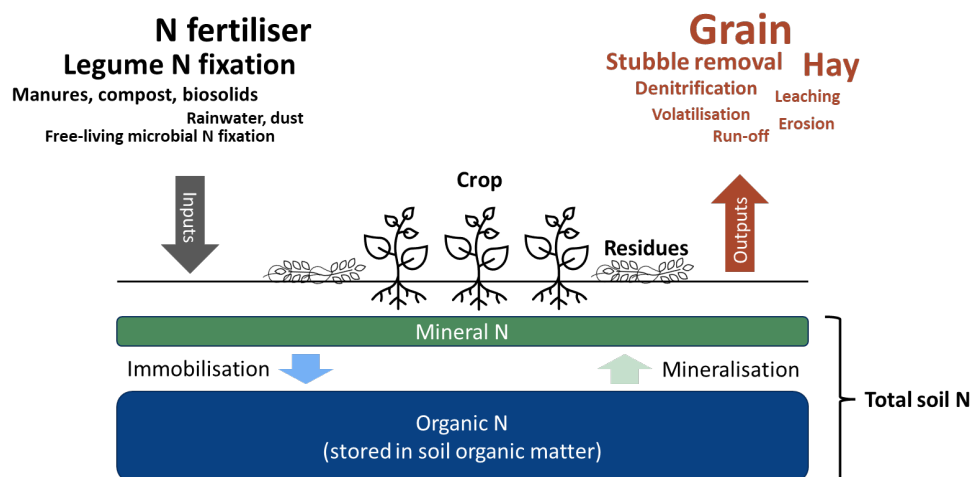 N fertiliser
Legume N fixation
Manures, compost, biosolids
Rainwater, dust
Free-living microbial N fixation
Inputs
Grain
Stubble removal
Hay
Denitrification
Leaching
Volatilisation
Erosion
Run-off
Outputs
Crop
Residues
Mineral N
Immobilisation
Mineralisation
Organic N
(stored in soil organic matter)
Total soil N